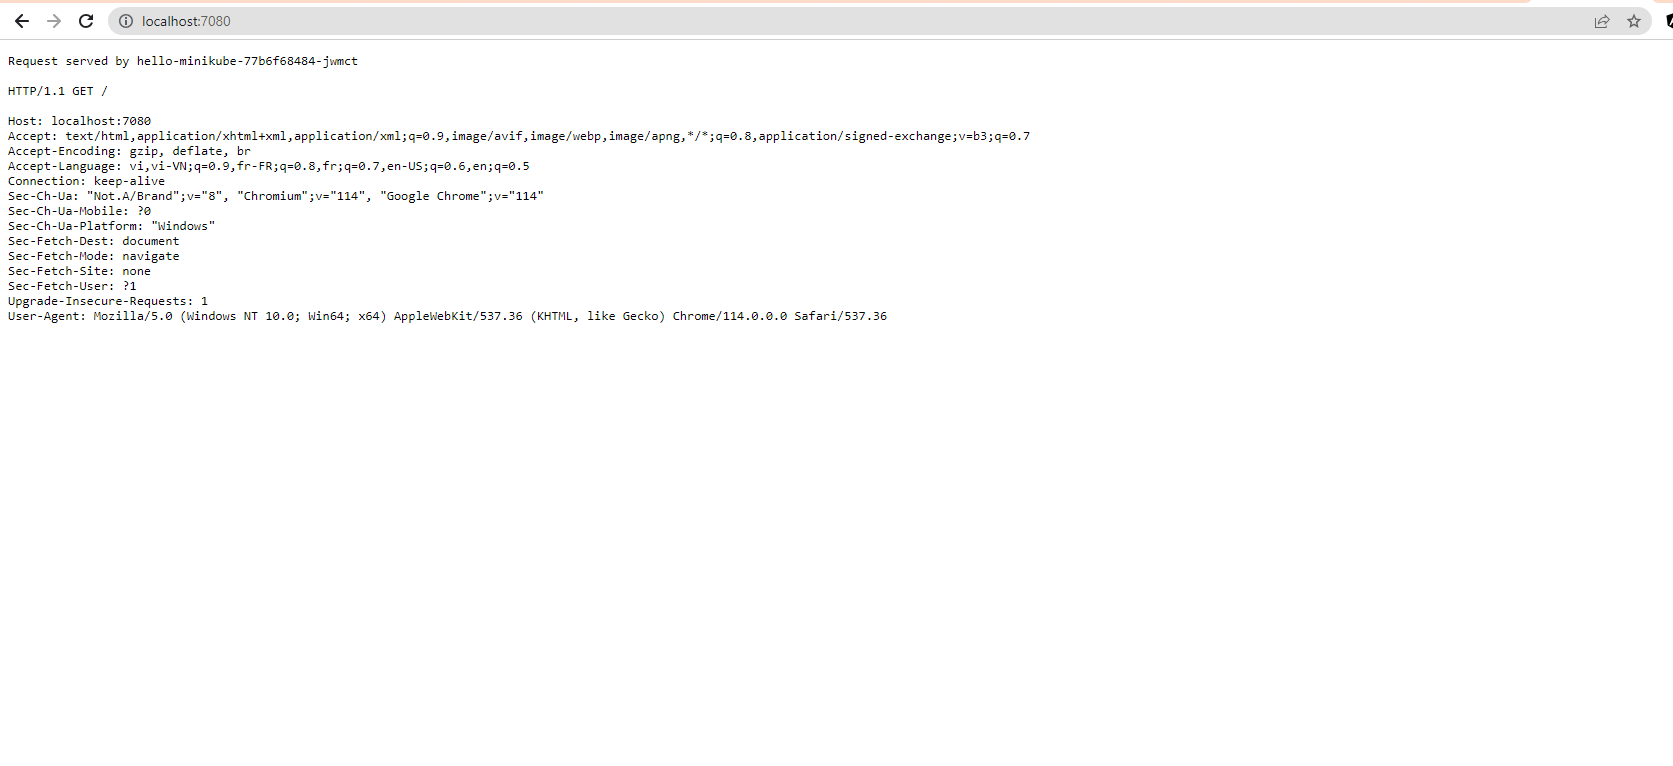 localhost:7080
Request served by hello-minikube-77b6f68484-jwmct
HTTP/1.1 GET /
Host: localhost:7080
Accept: text/html,application/xhtml+xml,application/xml;q=0.9,image/avif,image/webp,image/apng,*/*;q=0.8,application/signed-exchange;v=b3;q=0.7
Accept-Encoding: gzip, deflate, br
Accept-Language: vi,vi-VN;q=0.9,fr-FR;q=0.8,fr;q=0.7,en-US;q=0.6,en;q=0.5
Connection: keep-alive
Sec-Ch-Ua: "Not.A/Brand";v="8", "Chromium";v="114", "Google Chrome";v="114"
Sec-Ch-Ua-Mobile: ?0
Sec-Ch-Ua-Platform: "Windows"
Sec-Fetch-Dest: document
Sec-Fetch-Mode: navigate
Sec-Fetch-Site: none
Sec-Fetch-User: ?1
Upgrade-Insecure-Requests: 1
User-Agent: Mozilla/5.0 (Windows NT 10.0; Win64; x64) AppleWebKit/537.36 (KHTML, like Gecko) Chrome/114.0.0.0 Safari/537.36